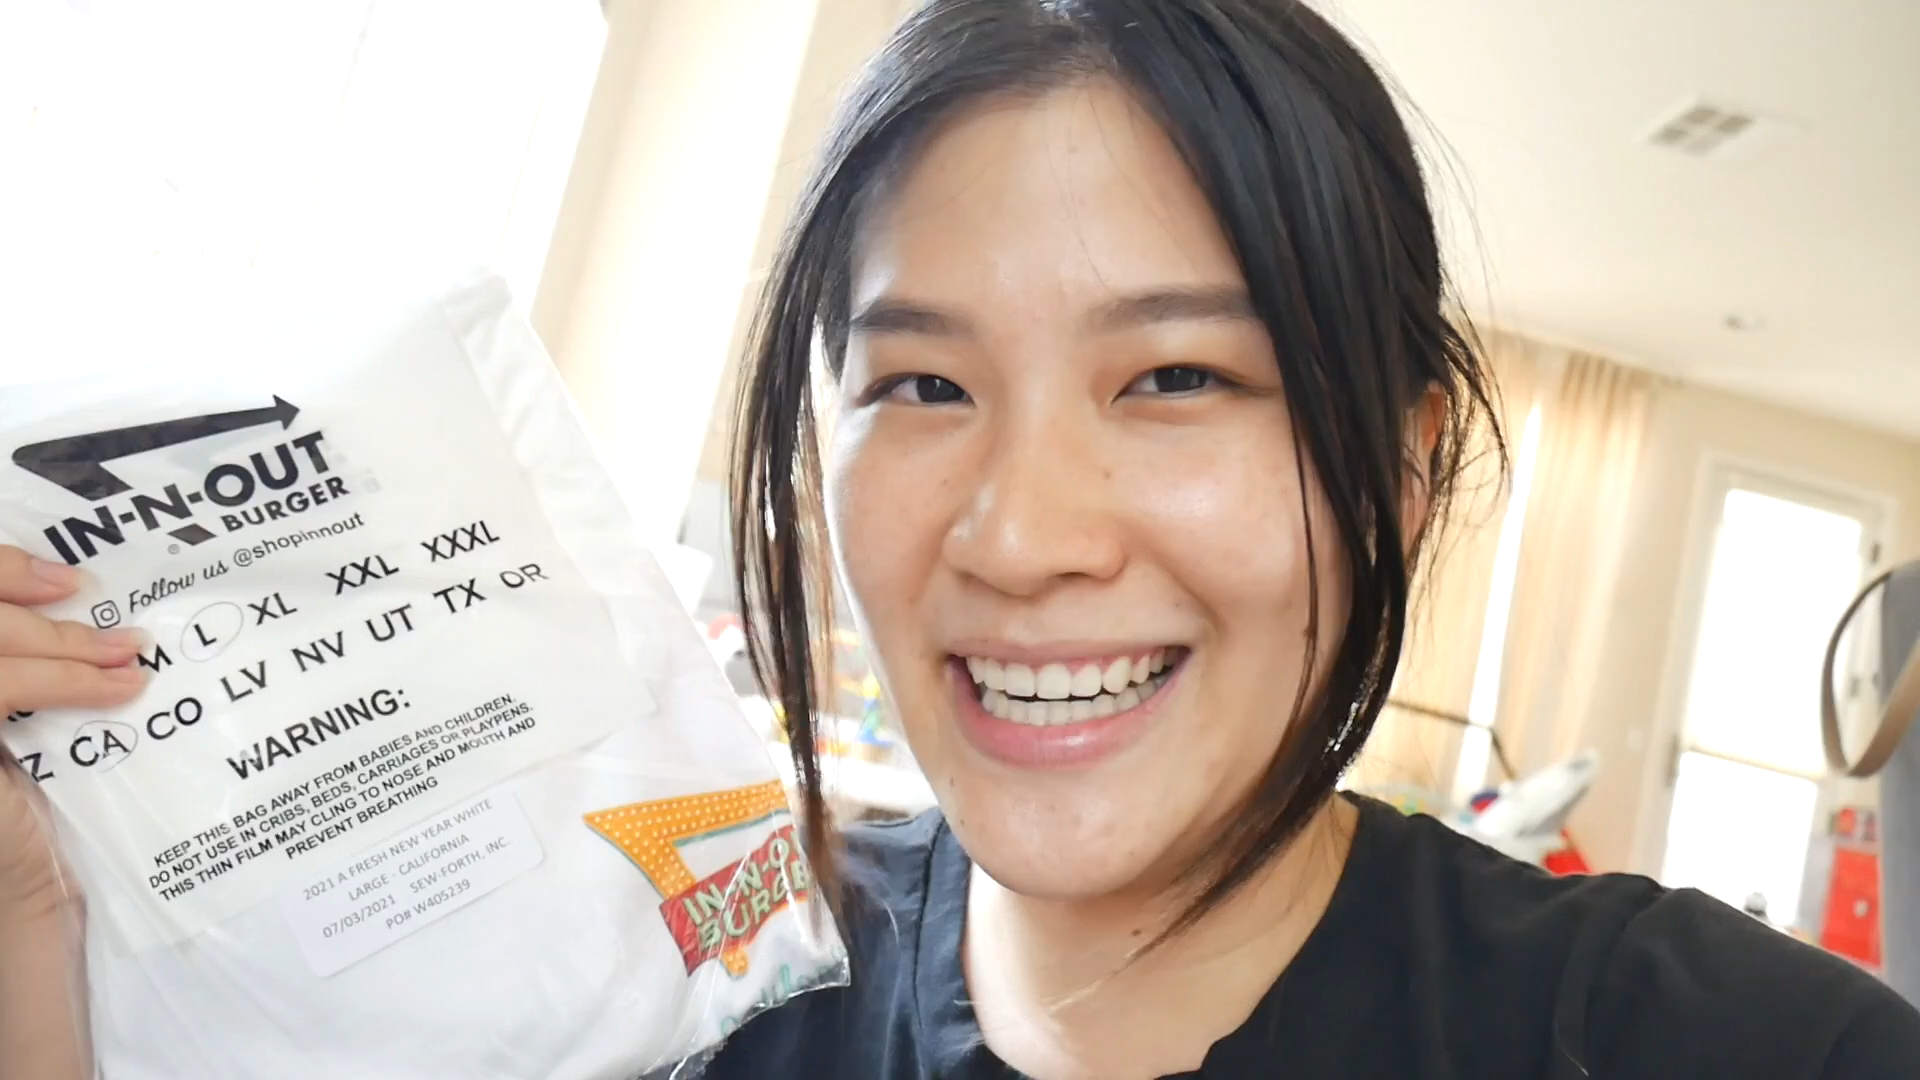 IN-N-OUT
BURGER
®
Follow us @shopinnout
M L XL XXL XXXL
Z CA CO LV NV UT TX OR
WARNING:
KEEP THIS BAG AWAY FROM BABIES AND CHILDREN.
DO NOT USE IN CRIBS, BEDS, CARRIAGES OR PLAYPENS.
THIS THIN FILM MAY CLING TO NOSE AND MOUTH AND
PREVENT BREATHING
2021 A FRESH NEW YEAR WHITE
LARGE - CALIFORNIA
07/03/2021 SEW-FORTH, INC.
PO# W405239
IN-N-O
BURGE